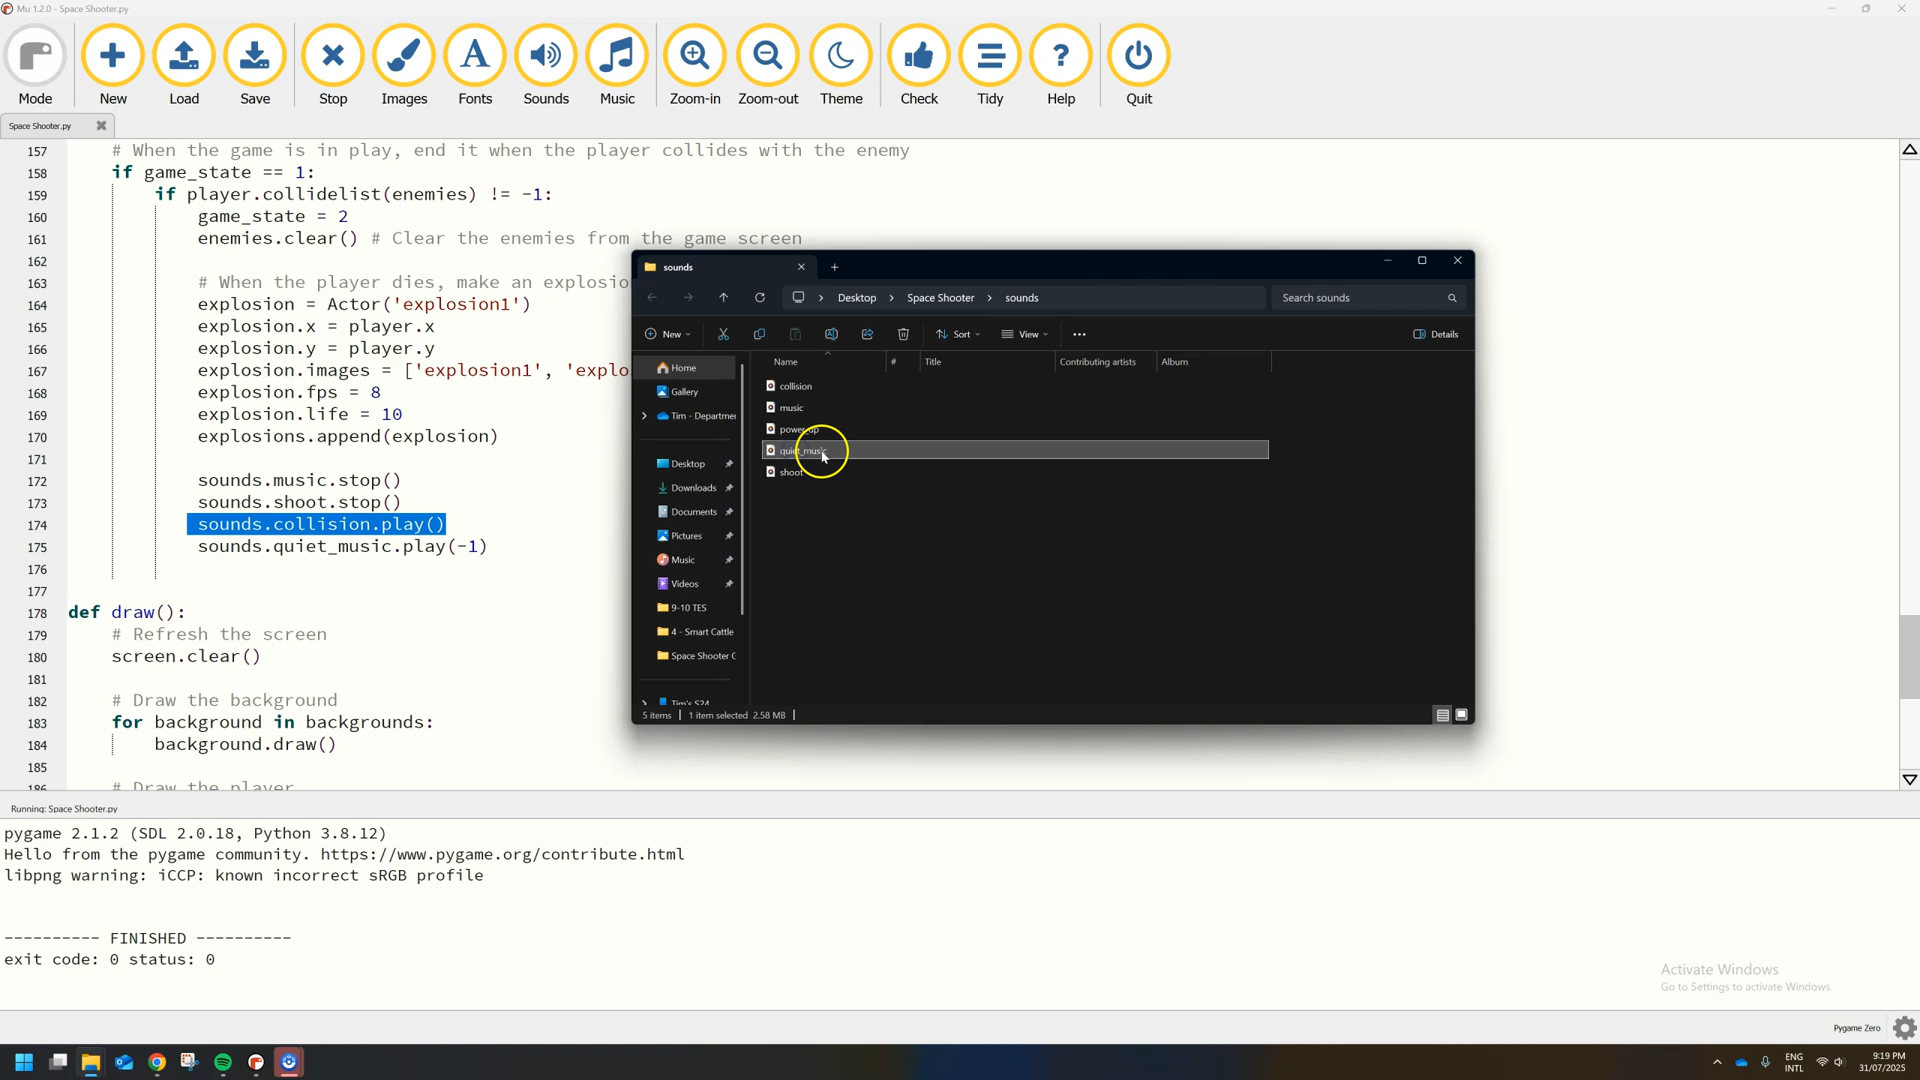 Mu 1.2.0 - Space Shooter.py
Mode
New
Load
Save
Stop
Images
Fonts
Sounds
Music
Zoom-in
Zoom-out
Theme
Check
Tidy
Help
Quit
Space Shooter.py
157 # When the game is in play, end it when the player collides with the enemy
158 if game_state == 1:
159 if player.collidelist(enemies) != -1:
160 game_state = 2
161 enemies.clear() # Clear the enemies from the game screen
162
163 # When the player dies, make an explosio
164 explosion = Actor('explosion1')
165 explosion.x = player.x
166 explosion.y = player.y
167 explosion.images = ['explosion1', 'explo
168 explosion.fps = 8
169 explosion.life = 10
170 explosions.append(explosion)
171
172 sounds.music.stop()
173 sounds.shoot.stop()
174 sounds.collision.play()
175 sounds.quiet_music.play(-1)
176
177
178 def draw():
179 # Refresh the screen
180 screen.clear()
181
182 # Draw the background
183 for background in backgrounds:
184 background.draw()
185
186 # Draw the player
sounds
Desktop
Space Shooter
sounds
Search sounds
New
Sort
View
Details
Name
#
Title
Contributing artists
Album
Home
Gallery
Tim - Departme
Desktop
Downloads
Documents
Pictures
Music
Videos
9-10 TES
4 - Smart Cattle
Space Shooter
Tim's S24
collision
music
power_up
quiet_music
shoot
5 items
1 item selected 2.58 MB
Running: Space Shooter.py
pygame 2.1.2 (SDL 2.0.18, Python 3.8.12)
Hello from the pygame community. https://www.pygame.org/contribute.html
libpng warning: iCCP: known incorrect sRGB profile
---------- FINISHED ----------
exit code: 0 status: 0
Activate Windows
Go to Settings to activate Windows.
Pygame Zero
ENG
INTL
9:19 PM
31/07/2025